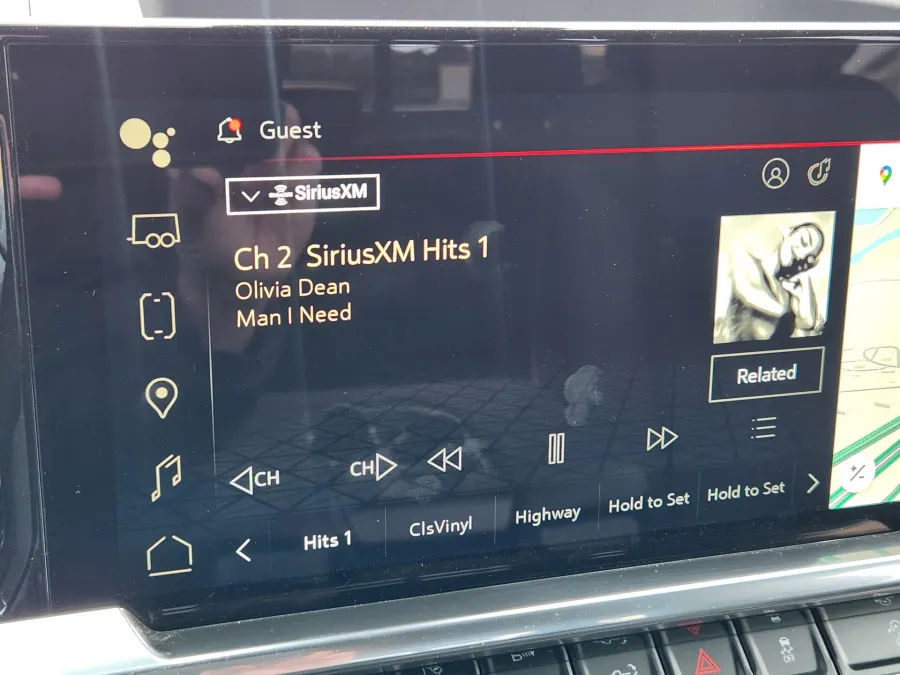 Guest
SiriusXM
Ch 2 SiriusXM Hits 1
Olivia Dean
Man I Need
Related
CH
CH
Hits 1
ClsVinyl
Highway
Hold to Set
Hold to Set
OFF